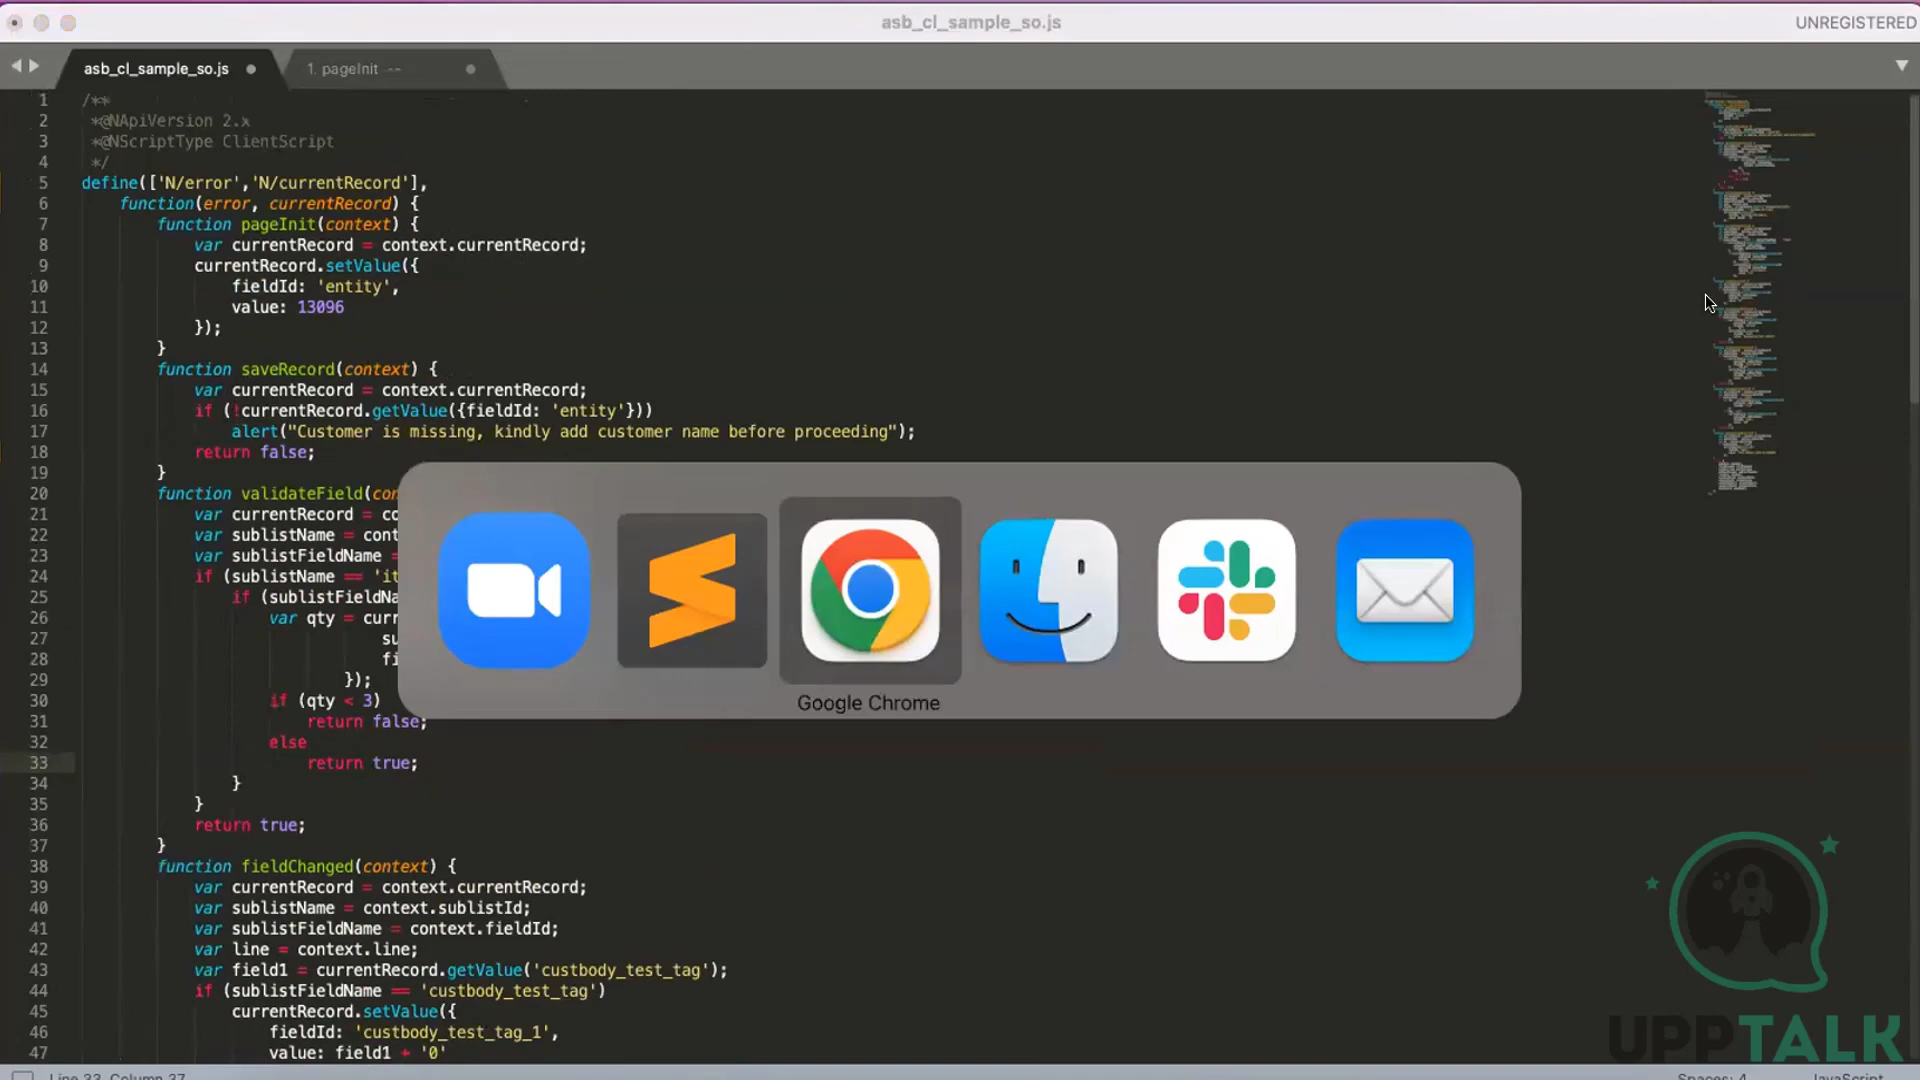 asb_cl_sample_so.js
UNREGISTERED
asb_cl_sample_so.js
1. pageInit --
1 /**
2 *@NApiVersion 2.x
3 *@NScriptType ClientScript
4 */
5 define(['N/error','N/currentRecord'],
6 function(error, currentRecord) {
7 function pageInit(context) {
8 var currentRecord = context.currentRecord;
9 currentRecord.setValue({
10 fieldId: 'entity',
11 value: 13096
12 });
13 }
14 function saveRecord(context) {
15 var currentRecord = context.currentRecord;
16 if (!currentRecord.getValue({fieldId: 'entity'}))
17 alert("Customer is missing, kindly add customer name before proceeding");
18 return false;
19 }
20 function validateField(con
21 var currentRecord = co
22 var sublistName = cont
23 var sublistFieldName =
24 if (sublistName == 'it
25 if (sublistFieldNa
26 var qty = curr
27 su
28 fi
29 });
30 if (qty < 3)
31 return false;
32 else
33 return true;
34 }
35 }
36 return true;
37 }
38 function fieldChanged(context) {
39 var currentRecord = context.currentRecord;
40 var sublistName = context.sublistId;
41 var sublistFieldName = context.fieldId;
42 var line = context.line;
43 var field1 = currentRecord.getValue('custbody_test_tag');
44 if (sublistFieldName == 'custbody_test_tag')
45 currentRecord.setValue({
46 fieldId: 'custbody_test_tag_1',
47 value: field1 + '0'
Google Chrome
UPPTALK
Line 33, Column 37
Spaces: 4
JavaScript